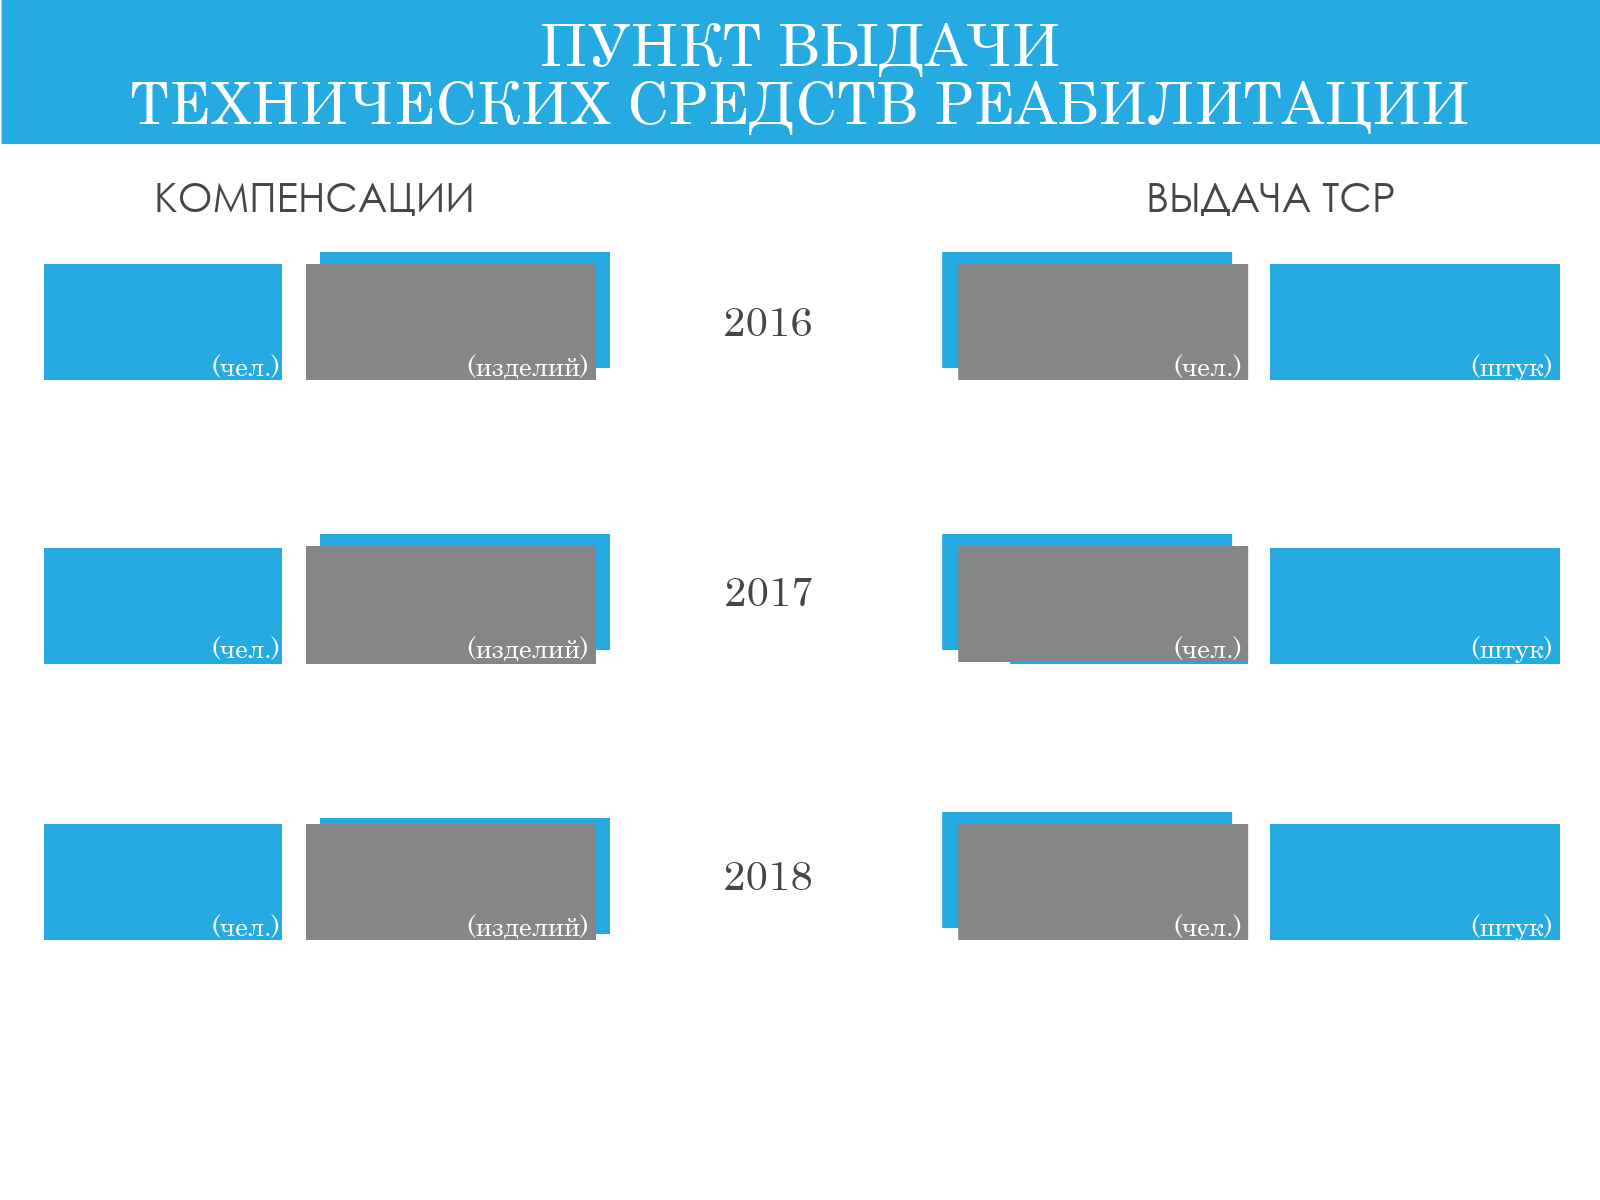 ПУНКТ ВЫДАЧИ
ТЕХНИЧЕСКИХ СРЕДСТВ РЕАБИЛИТАЦИИ
КОМПЕНСАЦИИ
ВЫДАЧА ТСР
(чел.)
(изделий)
2016
(чел.)
(штук)
(чел.)
(изделий)
2017
(чел.)
(штук)
(чел.)
(изделий)
2018
(чел.)
(штук)